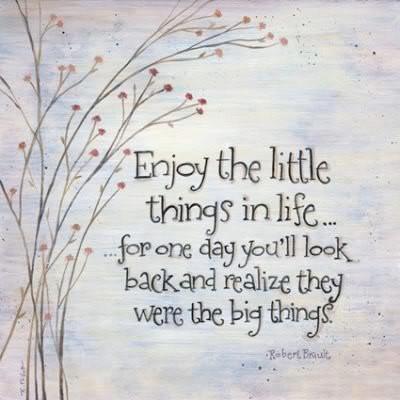 Enjoy the little
things in life...
...for one day you'll look
back and realize they
were the big things.
·Robert Brault